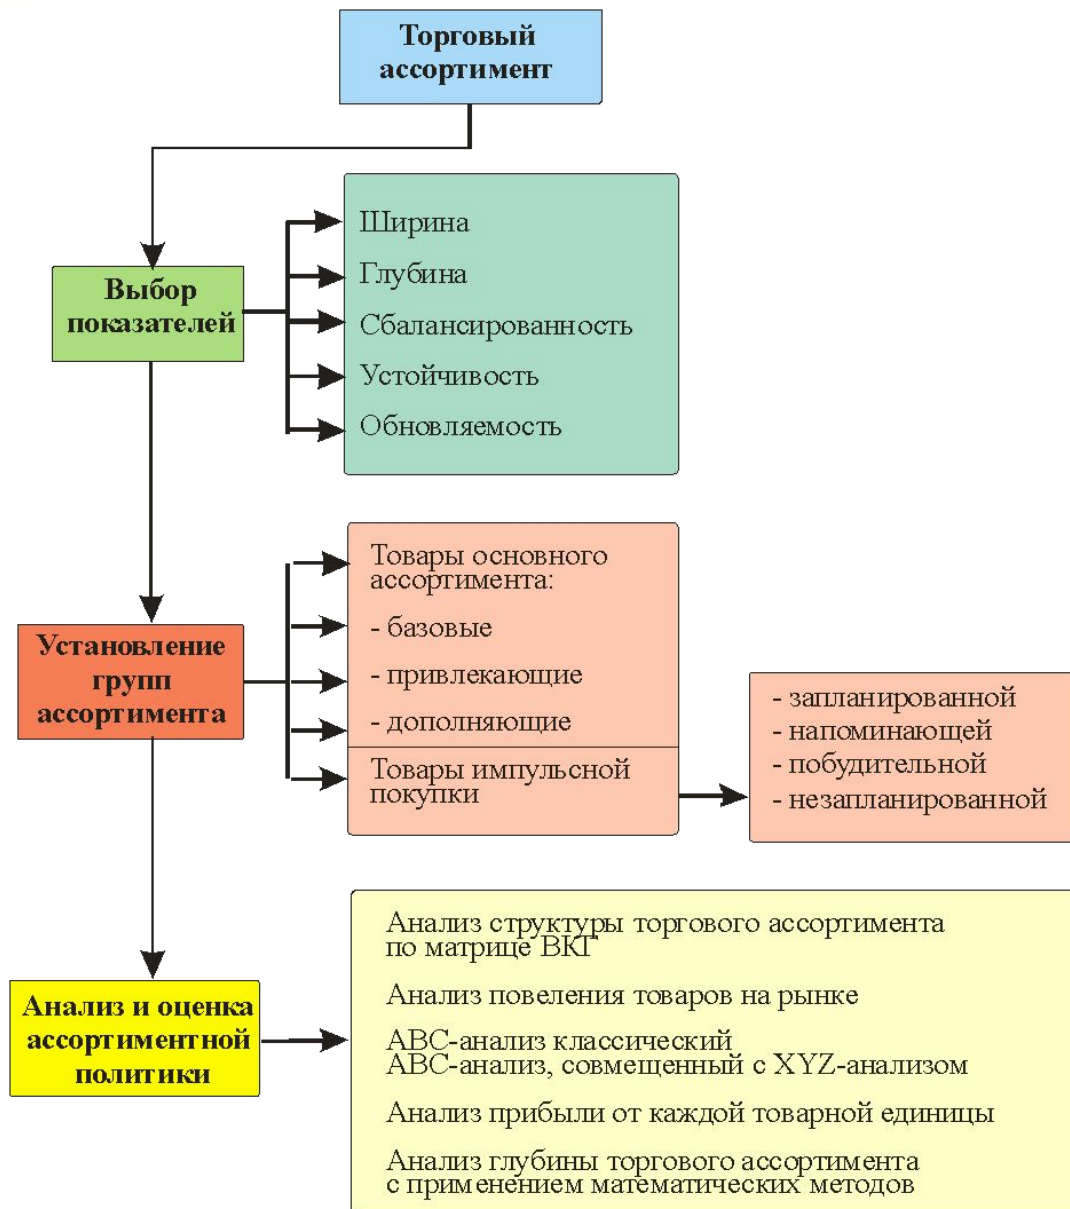 Торговый
ассортимент
Выбор
показателей
Ширина
Глубина
Сбалансированность
Устойчивость
Обновляемость
Установление
групп
ассортимента
Товары основного
ассортимента:
- базовые
- привлекающие
- дополняющие
Товары импульсной
покупки
- запланированной
- напоминающей
- побудительной
- незапланированной
Анализ и оценка
ассортиментной
политики
Анализ структуры торгового ассортимента
по матрице ВКГ
Анализ повеления товаров на рынке
АВС-анализ классический
АВС-анализ, совмещенный с XYZ-анализом
Анализ прибыли от каждой товарной единицы
Анализ глубины торгового ассортимента
с применением математических методов